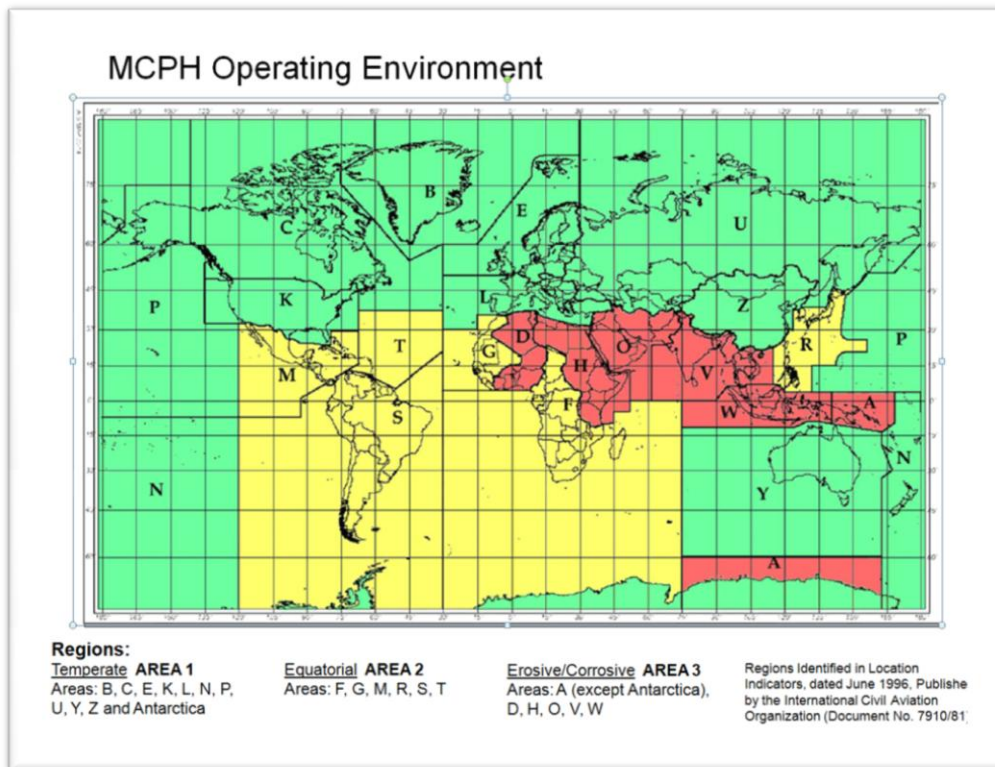 MCPH Operating Environment
B
E
C
U
K
L
Z
P
P
T
G
D
O
R
M
H
V
F
S
W
A
N
N
Y
A
Regions:
Temperate AREA 1
Areas: B, C, E, K, L, N, P,
U, Y, Z and Antarctica
Equatorial AREA 2
Areas: F, G, M, R, S, T
Erosive/Corrosive AREA 3
Areas: A (except Antarctica),
D, H, O, V, W
Regions Identified in Location
Indicators, dated June 1996, Publishe
by the International Civil Aviation
Organization (Document No. 7910/81